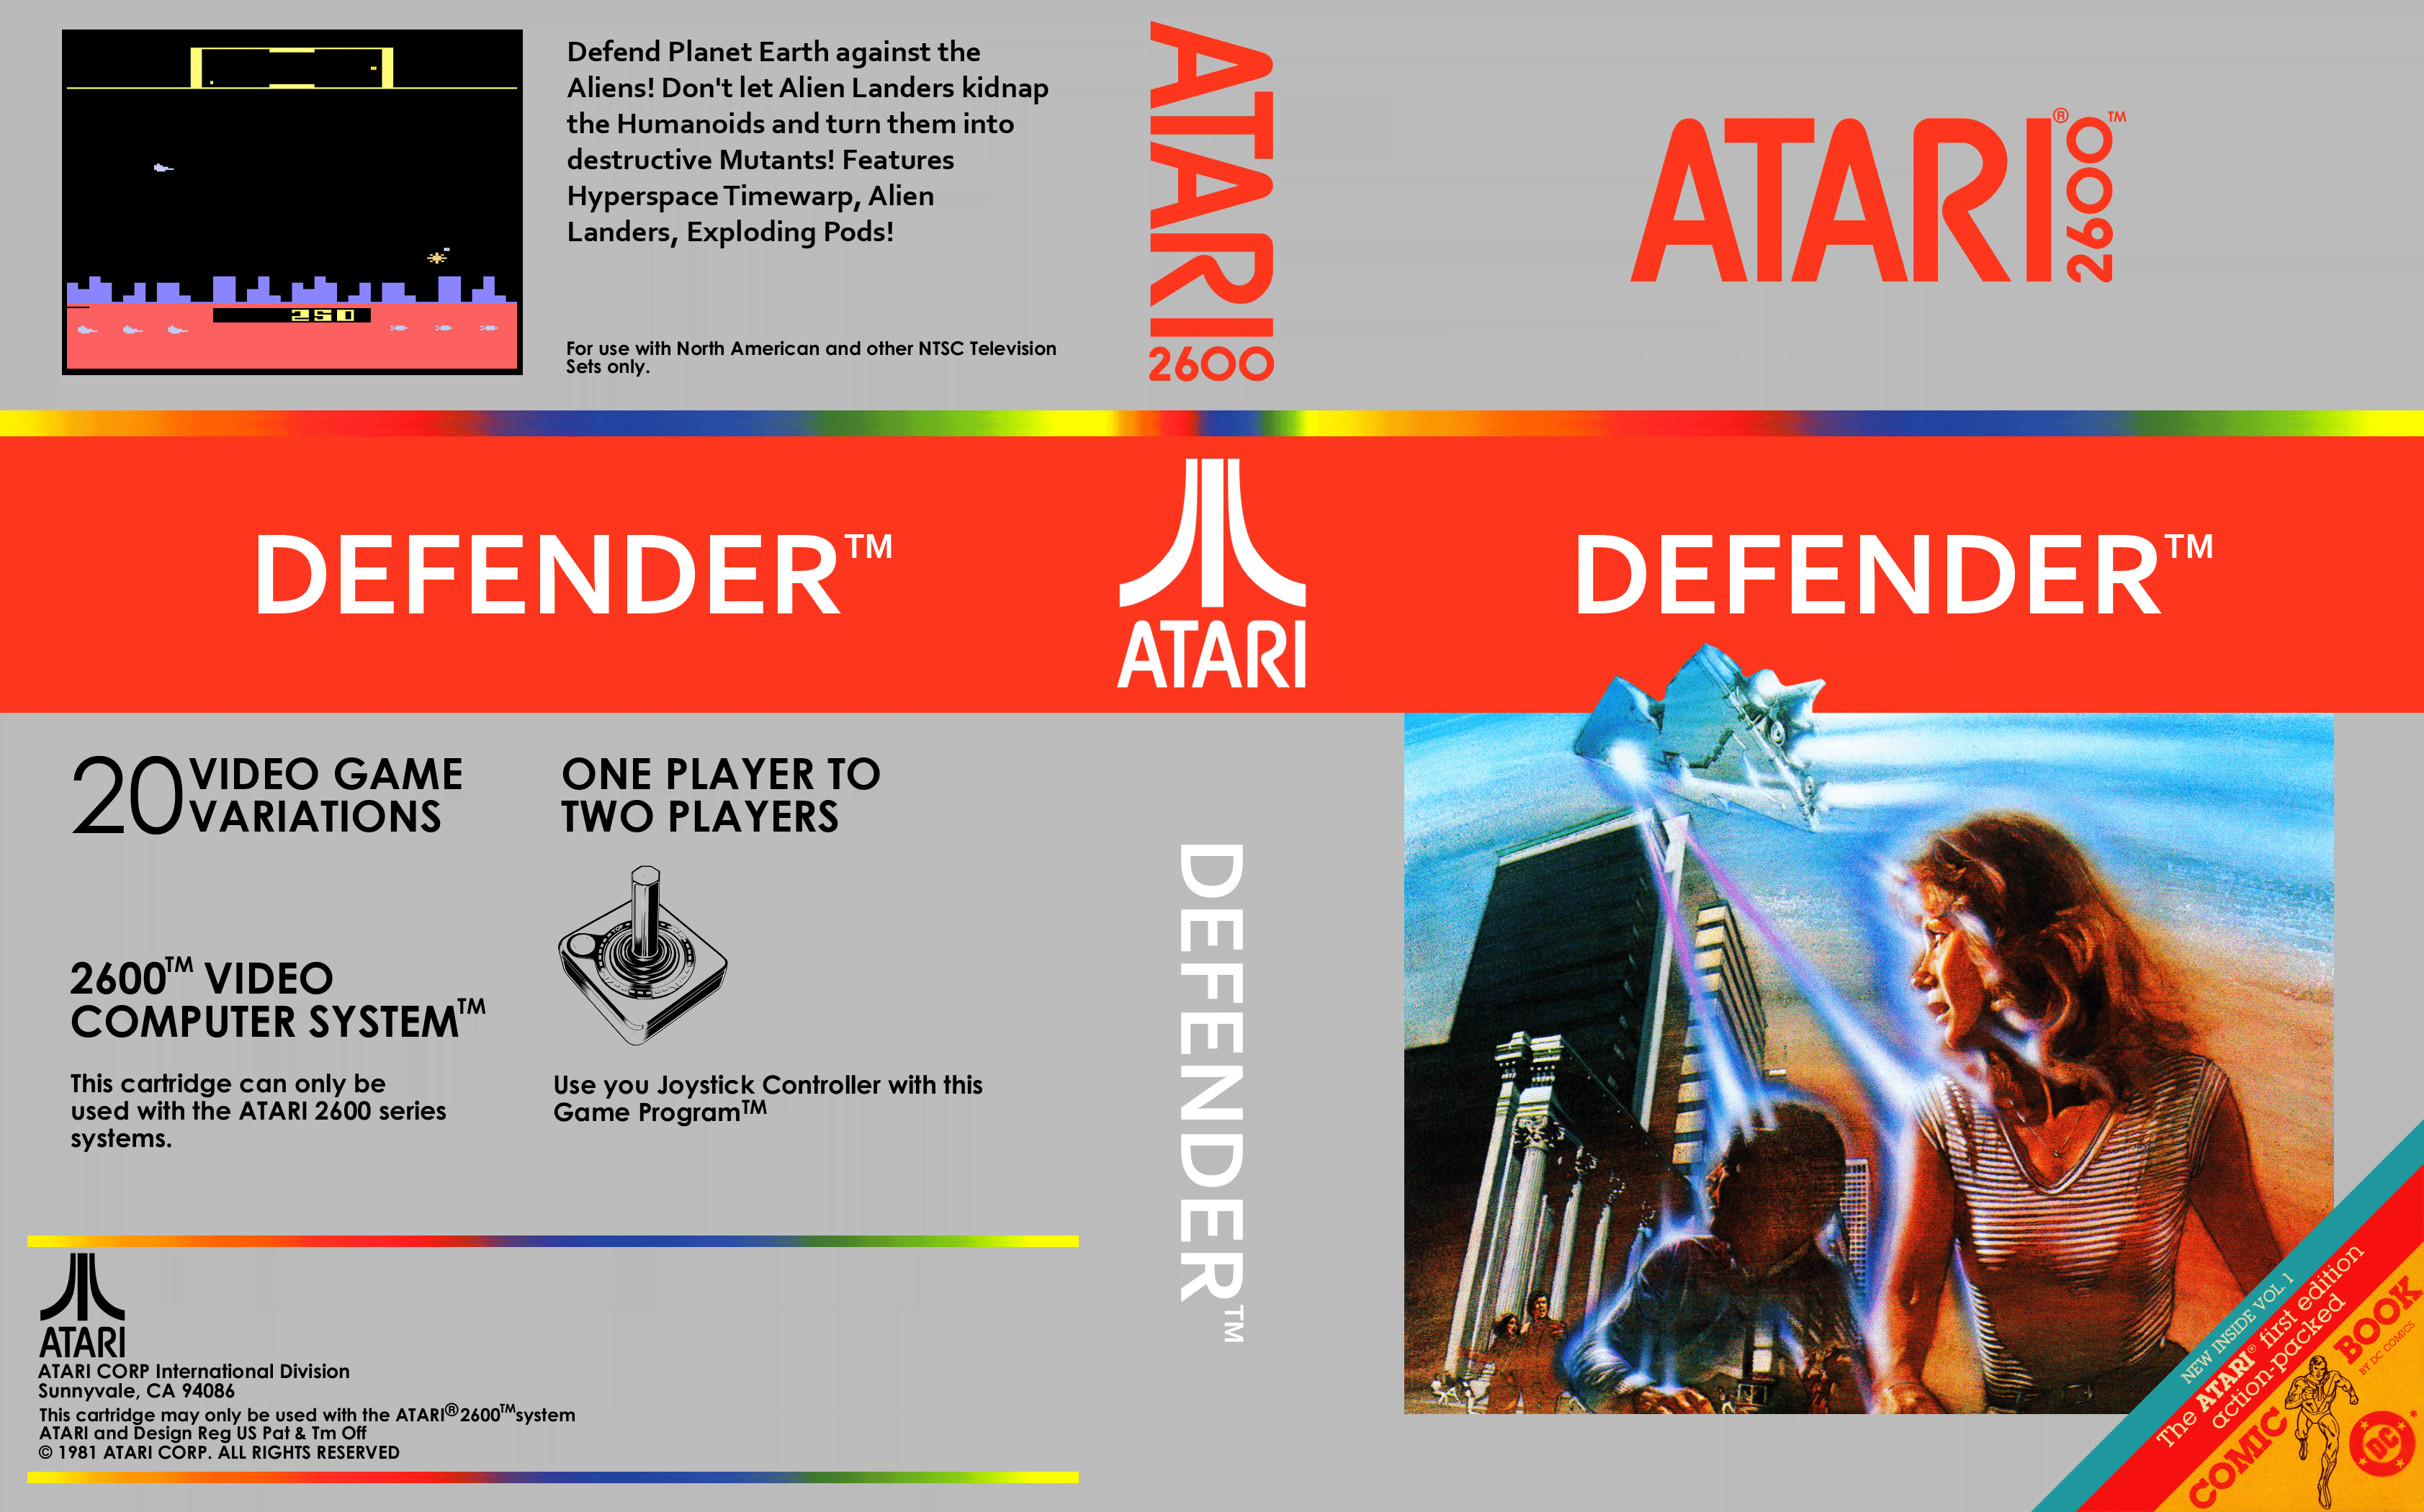 250
Defend Planet Earth against the
Aliens! Don't let Alien Landers kidnap
the Humanoids and turn them into
destructive Mutants! Features
Hyperspace Timewarp, Alien
Landers, Exploding Pods!
For use with North American and other NTSC Television
Sets only.
DEFENDER™
20 VIDEO GAME
VARIATIONS
ONE PLAYER TO
TWO PLAYERS
2600™ VIDEO
COMPUTER SYSTEM™
This cartridge can only be
used with the ATARI 2600 series
systems.
Use you Joystick Controller with this
Game Program™
ATARI
ATARI CORP International Division
Sunnyvale, CA 94086
This cartridge may only be used with the ATARI®2600™system
ATARI and Design Reg US Pat & Tm Off
© 1981 ATARI CORP. ALL RIGHTS RESERVED
ATARI
2600
ATARI
DEFENDER™
ATARI® 2600™
DEFENDER™
NEW INSIDE VOL. 1
The ATARI® first edition
action-packed
COMIC BOOK
BY DC COMICS
DC*